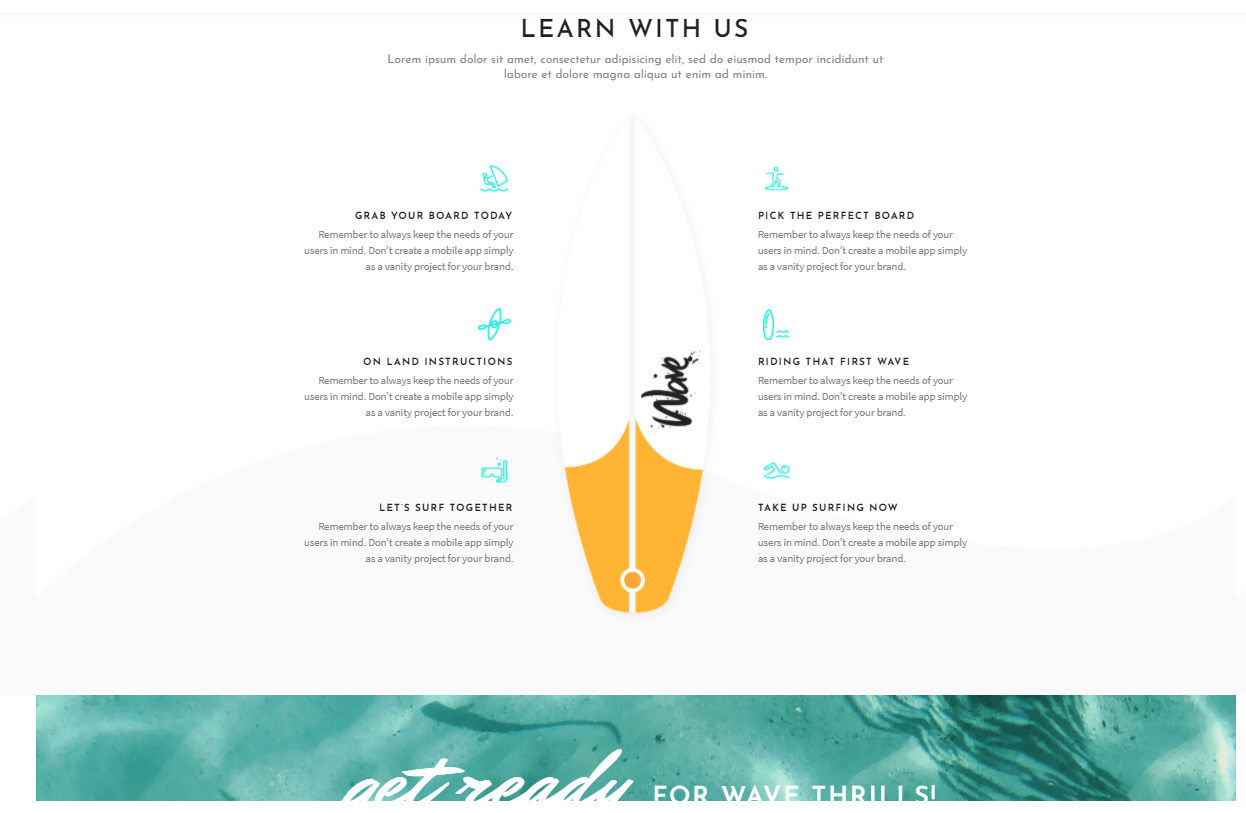 LEARN WITH US
Lorem ipsum dolor sit amet, consectetur adipisicing elit, sed do eiusmod tempor incididunt ut
labore et dolore magna aliqua ut enim ad minim.
GRAB YOUR BOARD TODAY
Remember to always keep the needs of your
users in mind. Don't create a mobile app simply
as a vanity project for your brand.
ON LAND INSTRUCTIONS
Remember to always keep the needs of your
users in mind. Don't create a mobile app simply
as a vanity project for your brand.
LET'S SURF TOGETHER
Remember to always keep the needs of your
users in mind. Don't create a mobile app simply
as a vanity project for your brand.
Wave
PICK THE PERFECT BOARD
Remember to always keep the needs of your
users in mind. Don't create a mobile app simply
as a vanity project for your brand.
RIDING THAT FIRST WAVE
Remember to always keep the needs of your
users in mind. Don't create a mobile app simply
as a vanity project for your brand.
TAKE UP SURFING NOW
Remember to always keep the needs of your
users in mind. Don't create a mobile app simply
as a vanity project for your brand.
get ready FOR WAVE THRILLS!